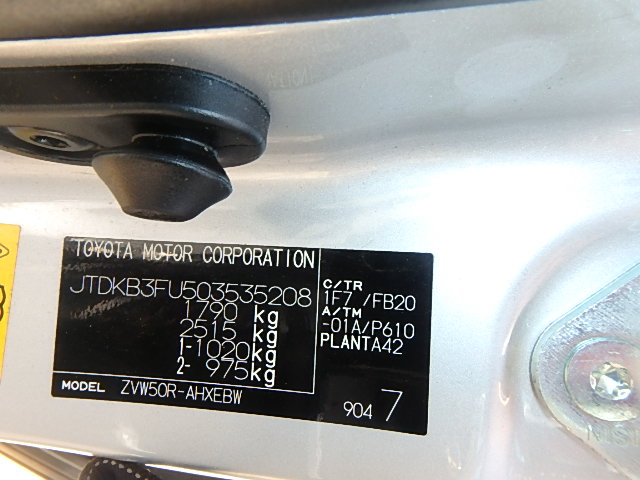 TOYOTA MOTOR CORPORATION
JTDKB3FU503535208
1790 kg
2515 kg
1-1020kg
2- 975kg
C/TR
1F7 /FB20
A/TM
-01A/P610
PLANTA42
MODEL ZVW50R-AHXEBW
904 7